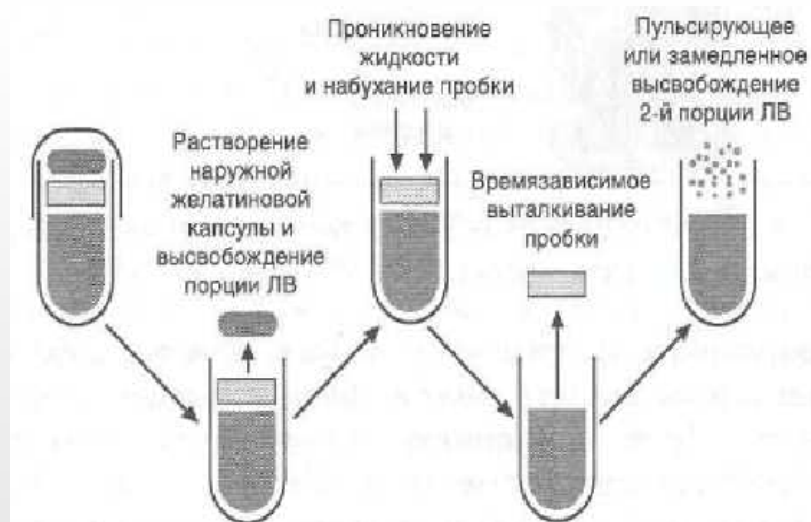 Растворение
наружной
желатиновой
капсулы и
высвобождение
порции ЛВ
Проникновение
жидкости
и набухание пробки
Времязависимое
выталкивание
пробки
Пульсирующее
или замедленное
высвобождение
2-й порции ЛВ